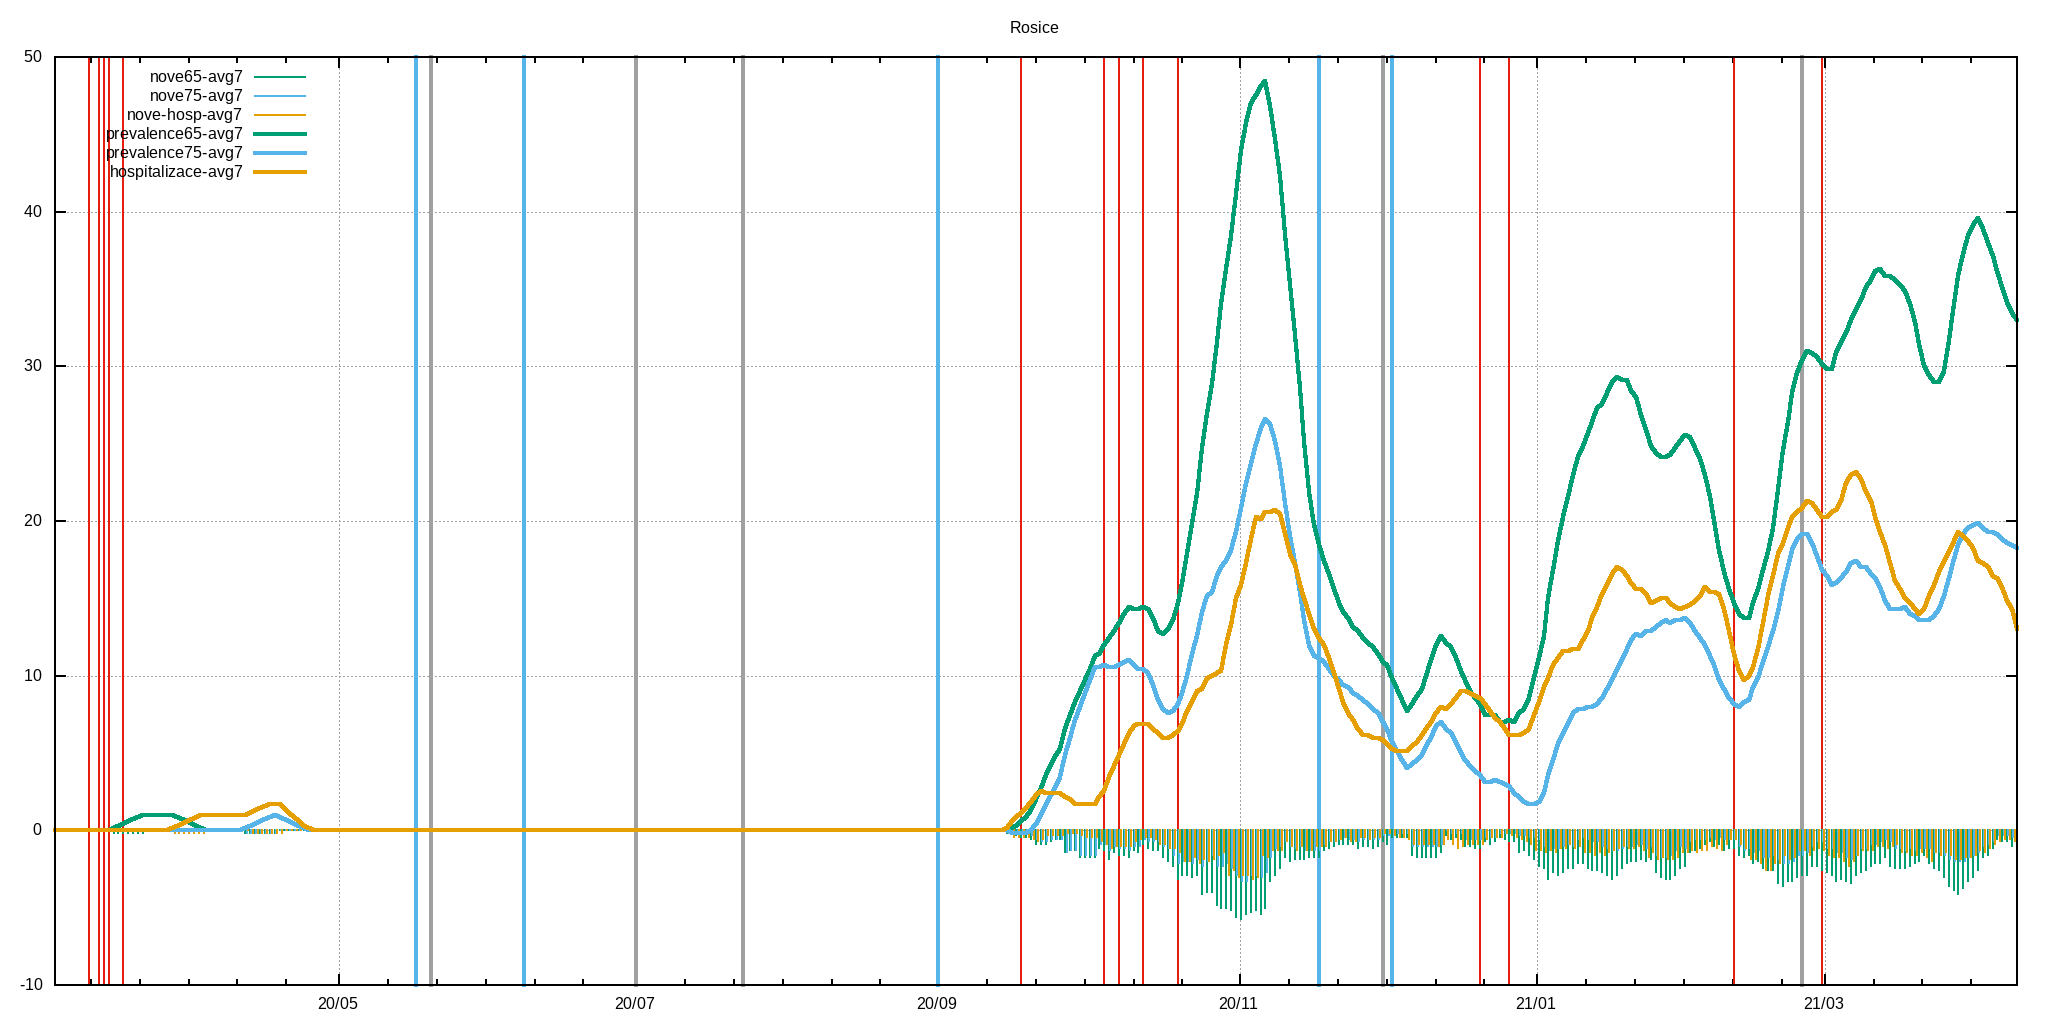 Rosice
50
nove65-avg7
nove75-avg7
nove-hosp-avg7
prevalence65-avg7
prevalence75-avg7
hospitalizace-avg7
40
30
20
10
0
-10
20/05
20/07
20/09
20/11
21/01
21/03